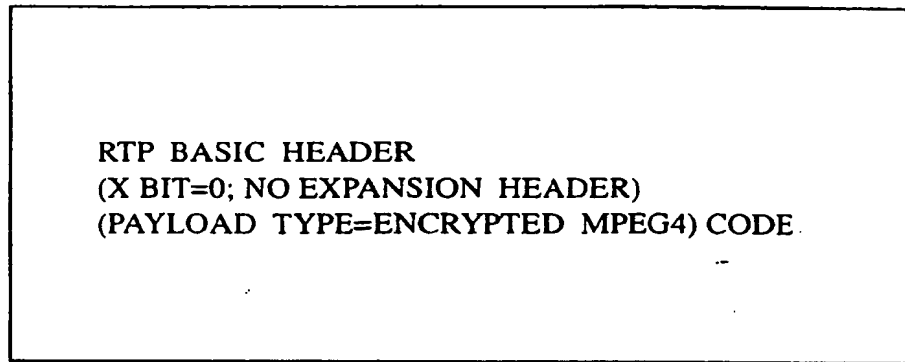 RTP BASIC HEADER
(X BIT=0; NO EXPANSION HEADER)
(PAYLOAD TYPE=ENCRYPTED MPEG4) CODE